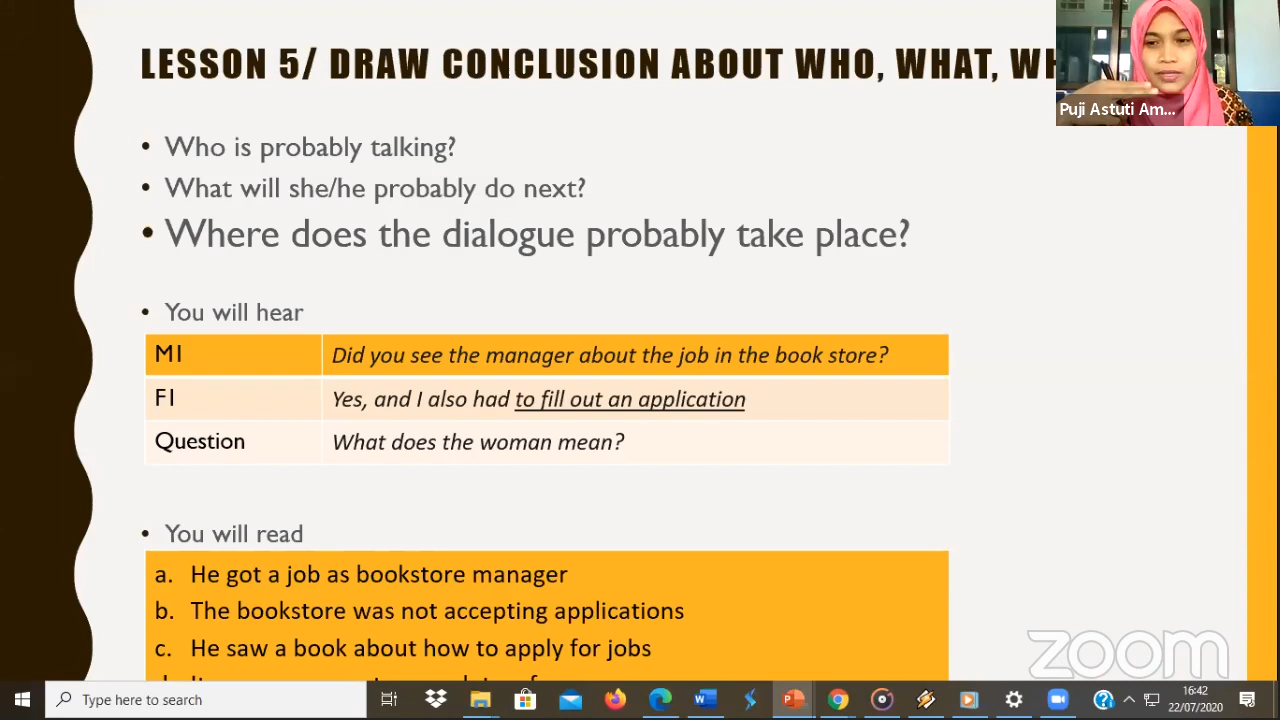 LESSON 5/ DRAW CONCLUSION ABOUT WHO, WHAT,
Puji Astuti Am...
• Who is probably talking?
• What will she/he probably do next?
• Where does the dialogue probably take place?
• You will hear
M1 Did you see the manager about the job in the book store?
F1 Yes, and I also had to fill out an application
Question What does the woman mean?
• You will read
a. He got a job as bookstore manager
b. The bookstore was not accepting applications
c. He saw a book about how to apply for jobs
zoom
Type here to search
16:42
22/07/2020